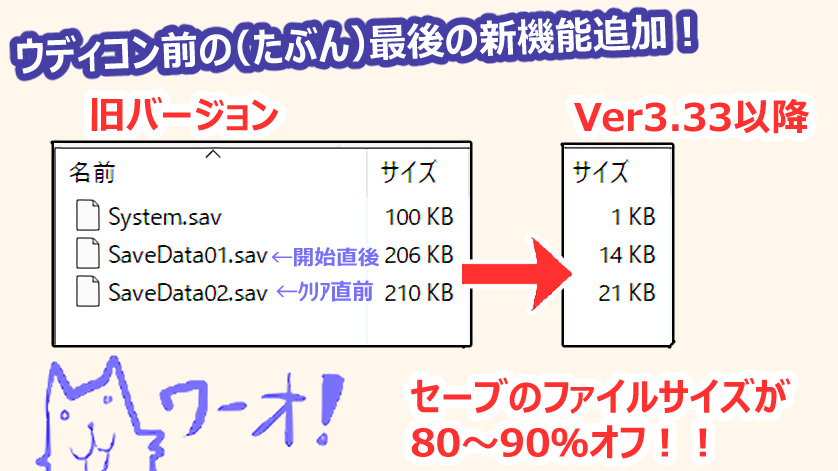 ウディコン前の(たぶん)最後の新機能追加！
旧バージョン
Ver3.33以降
名前 サイズ
System.sav 100 KB
SaveData01.sav ←開始直後 206 KB
SaveData02.sav ←ｸﾘｱ直前 210 KB
サイズ
1 KB
14 KB
21 KB
ワーオ！
セーブのファイルサイズが
80～90%オフ！！